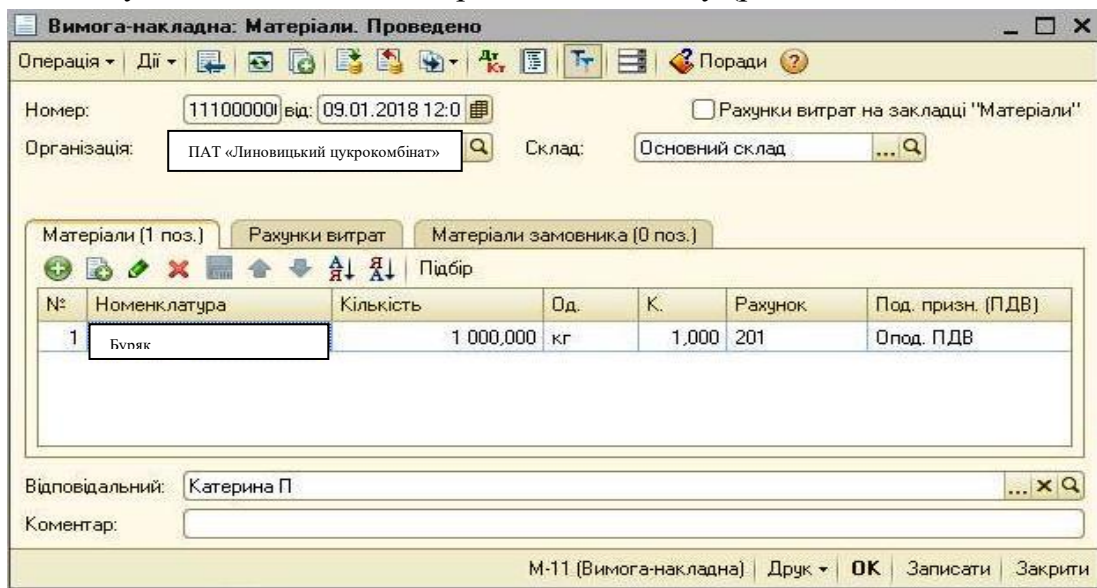 Вимога-накладна: Матеріали. Проведено
Операція Дії Дт Кт Поради
Номер: 111000000 від: 09.01.2018 12:0 Рахунки витрат на закладці "Матеріали"
Організація: ПАТ «Линовицький цукрокомбінат» Склад: Основний склад ...
Матеріали (1 поз.) Рахунки витрат Матеріали замовника (0 поз.)
Підбір
№ Номенклатура Кількість Од. К. Рахунок Под. призн. (ПДВ)
1 Буряк 1 000,000 кг 1,000 201 Опод. ПДВ
Відповідальний: Катерина П ...
Коментар:
М-11 (Вимога-накладна) Друк OK Записати Закрити